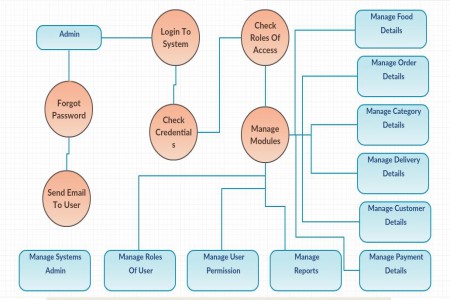 Admin
Login To
System
Check
Roles Of
Access
Manage Food
Details
Manage Order
Details
Forgot
Password
Check
Credential
s
Manage
Modules
Manage Category
Details
Manage Delivery
Details
Send Email
To User
Manage Customer
Details
Manage Systems
Admin
Manage Roles
Of User
Manage User
Permission
Manage
Reports
Manage Payment
Details